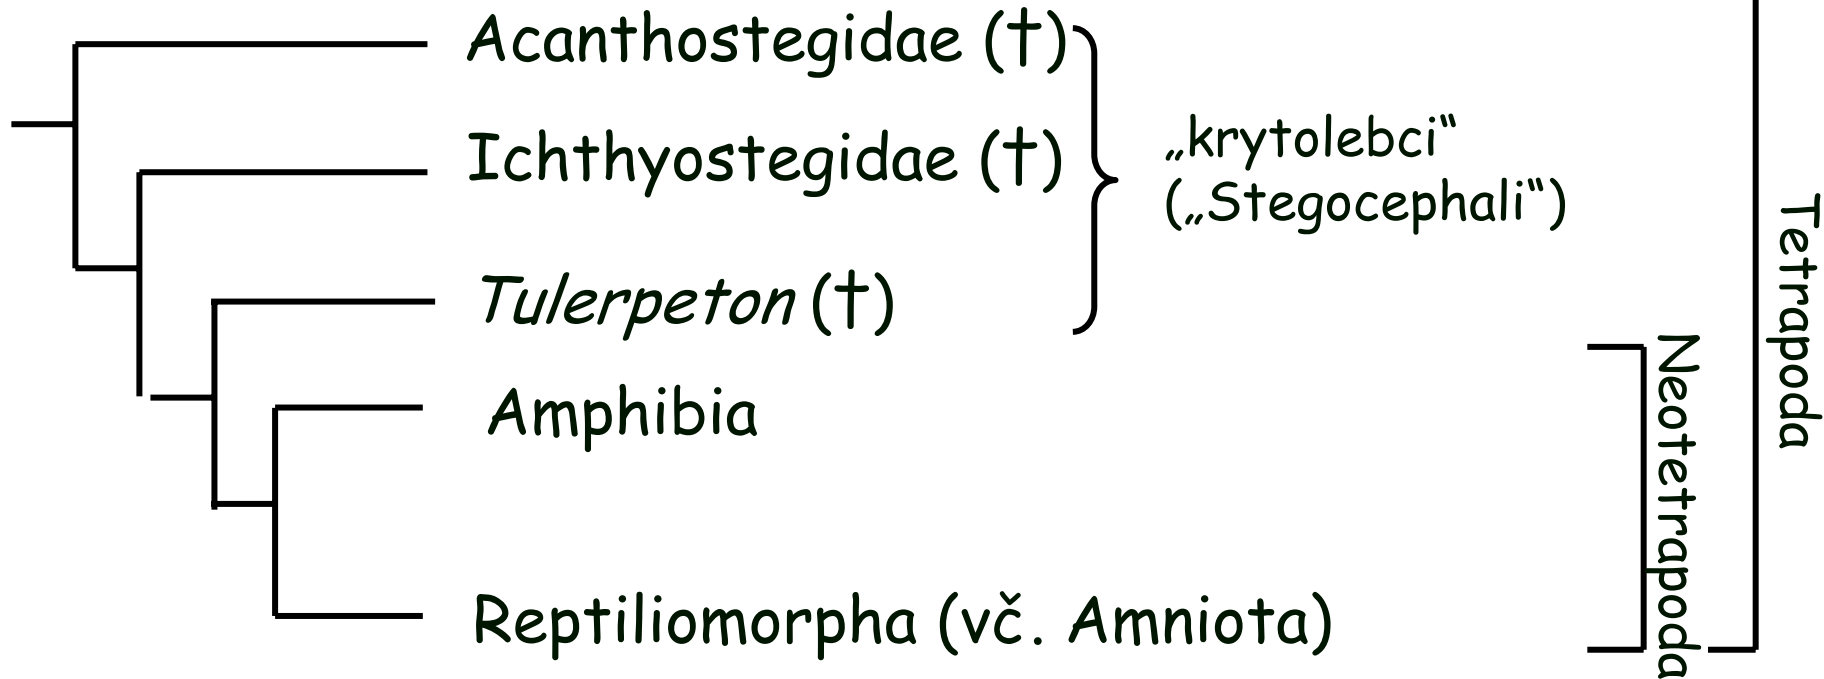 Acanthostegidae (†)
Ichthyostegidae (†)
„krytolebci“
(„Stegocephali“)
Tulerpeton (†)
Amphibia
Reptiliomorpha (vč. Amniota)
Neotetrapoda
Tetrapoda